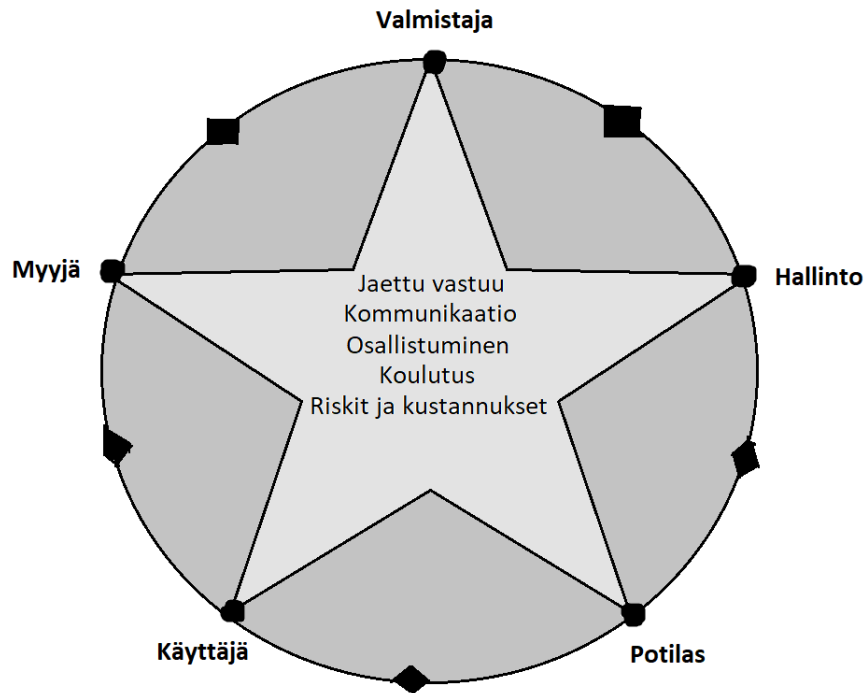 Valmistaja
Myyjä
Hallinto
Jaettu vastuu
Kommunikaatio
Osallistuminen
Koulutus
Riskit ja kustannukset
Käyttäjä
Potilas